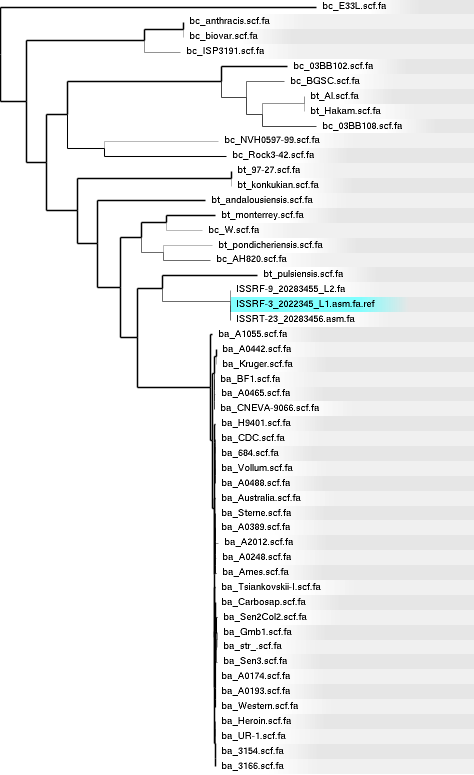 bc_E33L.scf.fa
bc_anthracis.scf.fa
bc_biovar.scf.fa
bc_ISP3191.scf.fa
bc_03BB102.scf.fa
bc_BGSC.scf.fa
bt_Al.scf.fa
bt_Hakam.scf.fa
bc_03BB108.scf.fa
bc_NVH0597-99.scf.fa
bc_Rock3-42.scf.fa
bt_97-27.scf.fa
bt_konkukian.scf.fa
bt_andalousiensis.scf.fa
bt_monterrey.scf.fa
bc_W.scf.fa
bt_pondicheriensis.scf.fa
bc_AH820.scf.fa
bt_pulsiensis.scf.fa
ISSRF-9_20283455_L2.fa
ISSRF-3_2022345_L1.asm.fa.ref
ISSRT-23_20283456.asm.fa
ba_A1055.scf.fa
ba_A0442.scf.fa
ba_Kruger.scf.fa
ba_BF1.scf.fa
ba_A0465.scf.fa
ba_CNEVA-9066.scf.fa
ba_H9401.scf.fa
ba_CDC.scf.fa
ba_684.scf.fa
ba_Vollum.scf.fa
ba_A0488.scf.fa
ba_Australia.scf.fa
ba_Sterne.scf.fa
ba_A0389.scf.fa
ba_A2012.scf.fa
ba_A0248.scf.fa
ba_Ames.scf.fa
ba_Tsiankovskii-I.scf.fa
ba_Carbosap.scf.fa
ba_Sen2Col2.scf.fa
ba_Gmb1.scf.fa
ba_str_.scf.fa
ba_Sen3.scf.fa
ba_A0174.scf.fa
ba_A0193.scf.fa
ba_Western.scf.fa
ba_Heroin.scf.fa
ba_UR-1.scf.fa
ba_3154.scf.fa
ba_3166.scf.fa